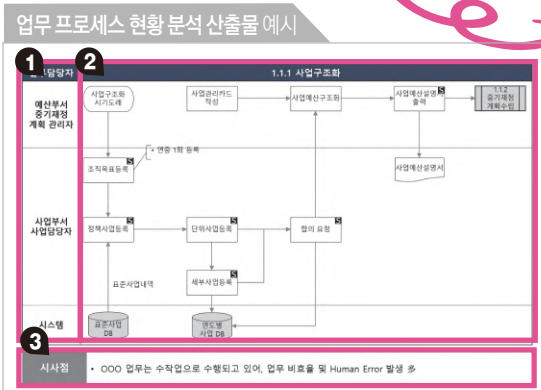 업무 프로세스 현황 분석 산출물 예시
1
2
담당자
1.1.1 사업구조화
예산부서
중기재정
계획 관리자
사업구조화
시기도래
사업관리카드
작성
사업예산구조화
S
사업예산설명
출력
1.1.2
중기재정
계획수립
• 연중 1회 등록
S
조직목표등록
사업예산설명서
사업부서
사업담당자
S
정책사업등록
S
단위사업등록
S
합의 요청
S
세부사업등록
표준사업내역
시스템
표준사업
DB
연도별
사업 DB
3
시사점
• OOO 업무는 수작업으로 수행되고 있어, 업무 비효율 및 Human Error 발생 多